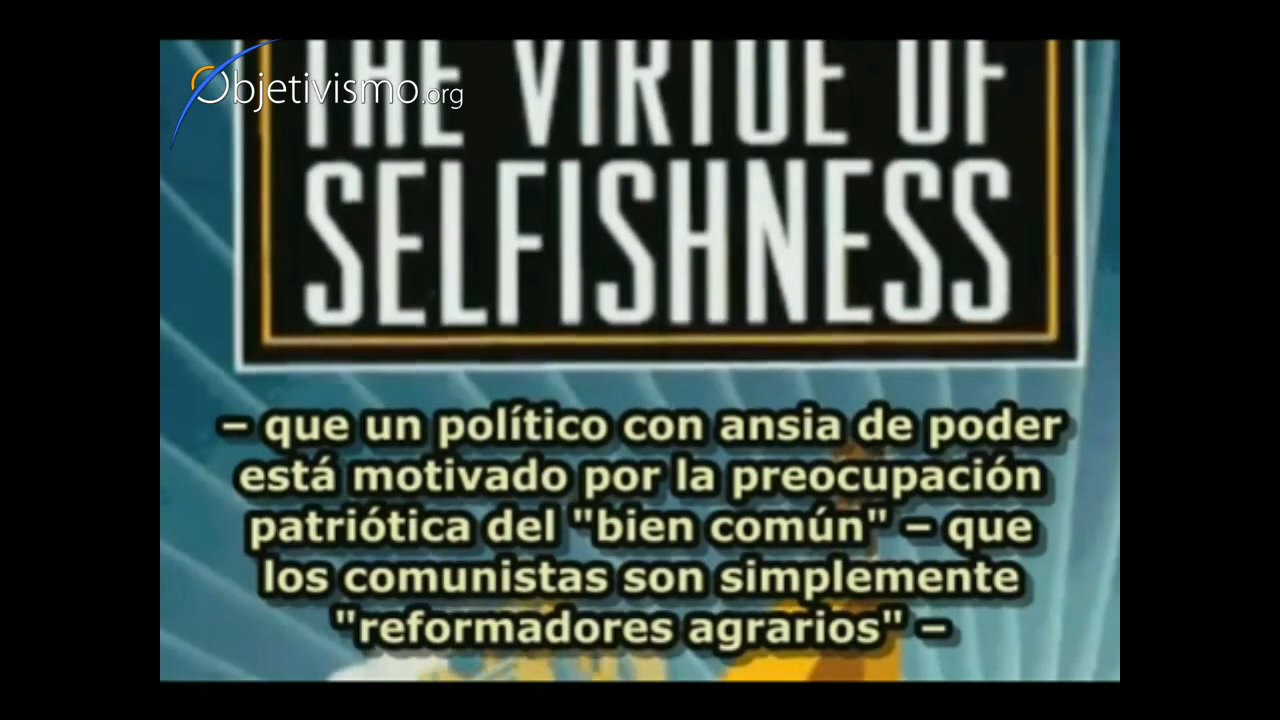 THE VIRTUE OF
Objetivismo.org
SELFISHNESS
– que un político con ansia de poder
está motivado por la preocupación
patriótica del "bien común" – que
los comunistas son simplemente
"reformadores agrarios" –